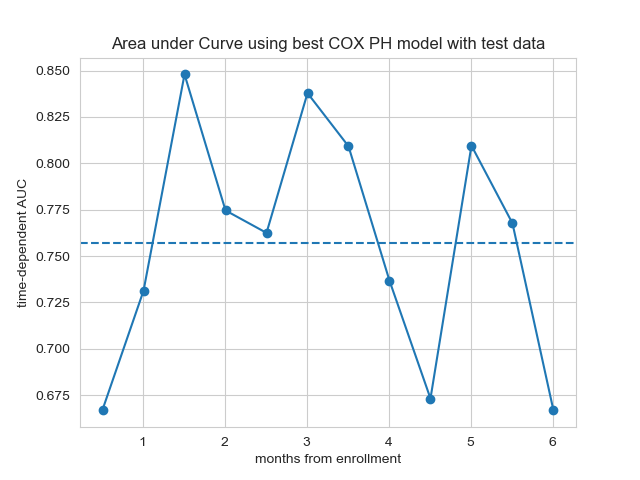 Area under Curve using best COX PH model with test data
time-dependent AUC
0.850
0.825
0.800
0.775
0.750
0.725
0.700
0.675
1 2 3 4 5 6
months from enrollment